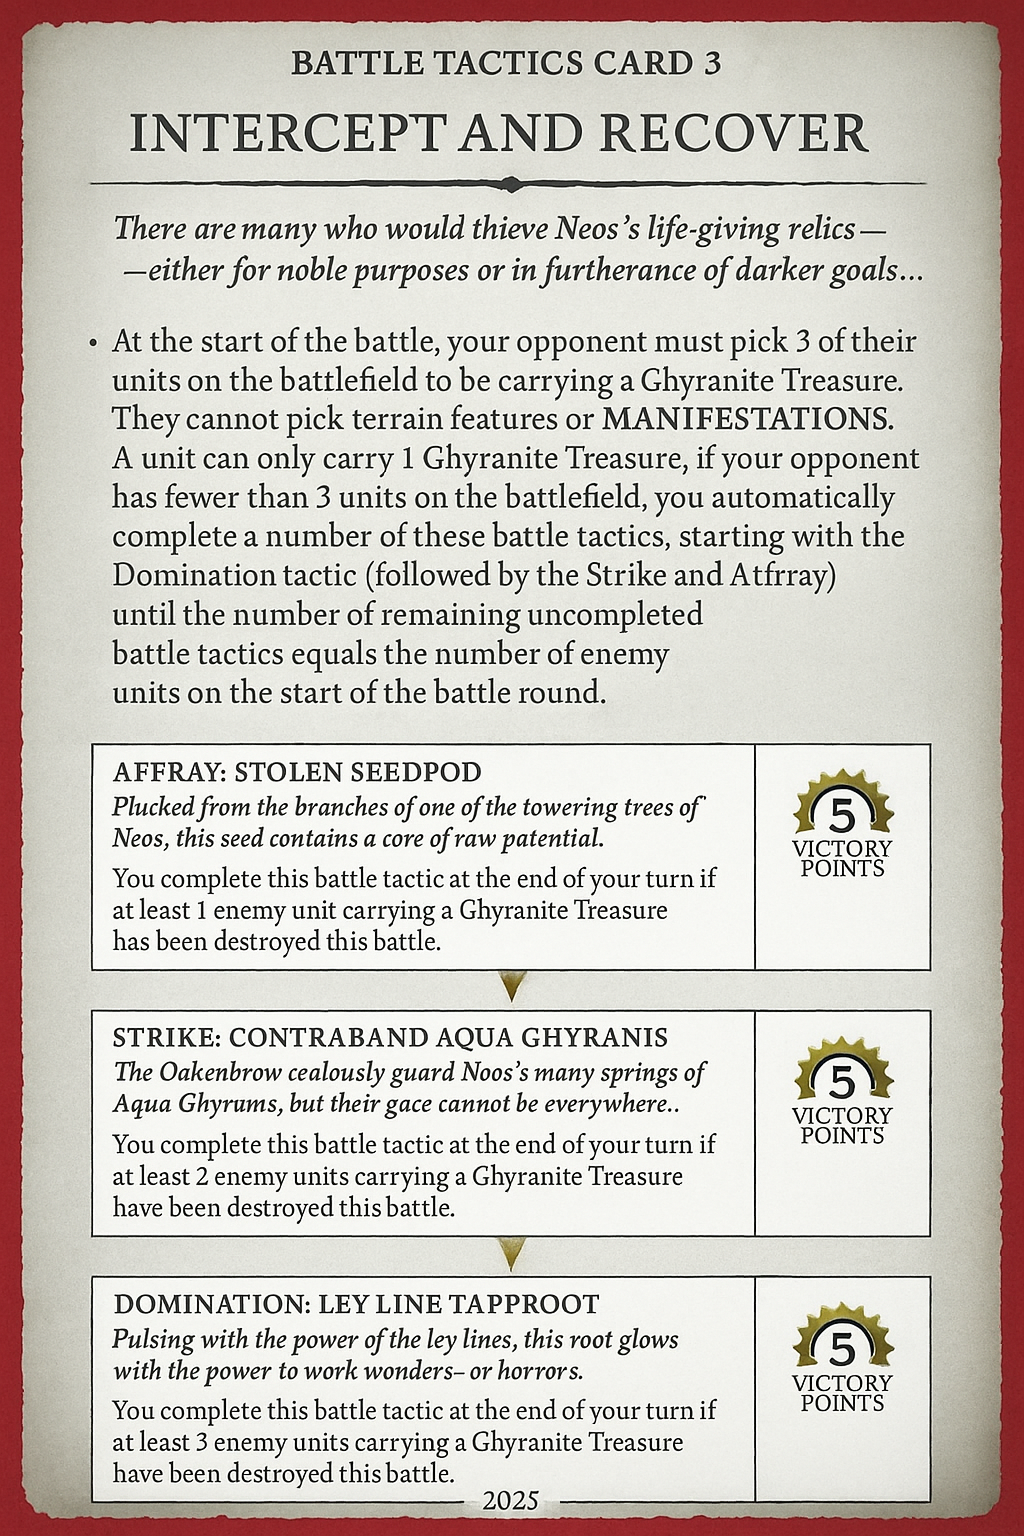 BATTLE TACTICS CARD 3
INTERCEPT AND RECOVER
There are many who would thieve Neos's life-giving relics—
—either for noble purposes or in furtherance of darker goals...
• At the start of the battle, your opponent must pick 3 of their
units on the battlefield to be carrying a Ghyranite Treasure.
They cannot pick terrain features or MANIFESTATIONS.
A unit can only carry 1 Ghyranite Treasure, if your opponent
has fewer than 3 units on the battlefield, you automatically
complete a number of these battle tactics, starting with the
Domination tactic (followed by the Strike and Atfrray)
until the number of remaining uncompleted
battle tactics equals the number of enemy
units on the start of the battle round.
AFFRAY: STOLEN SEEDPOD
Plucked from the branches of one of the towering trees of
Neos, this seed contains a core of raw patential.
You complete this battle tactic at the end of your turn if
at least 1 enemy unit carrying a Ghyranite Treasure
has been destroyed this battle.
5
VICTORY
POINTS
STRIKE: CONTRABAND AQUA GHYRANIS
The Oakenbrow cealously guard Noos's many springs of
Aqua Ghyrams, but their gace cannot be everywhere..
You complete this battle tactic at the end of your turn if
at least 2 enemy units carrying a Ghyranite Treasure
have been destroyed this battle.
5
VICTORY
POINTS
DOMINATION: LEY LINE TAPPROOT
Pulsing with the power of the ley lines, this root glows
with the power to work wonders– or horrors.
You complete this battle tactic at the end of your turn if
at least 3 enemy units carrying a Ghyranite Treasure
have been destroyed this battle.
5
VICTORY
POINTS
2025